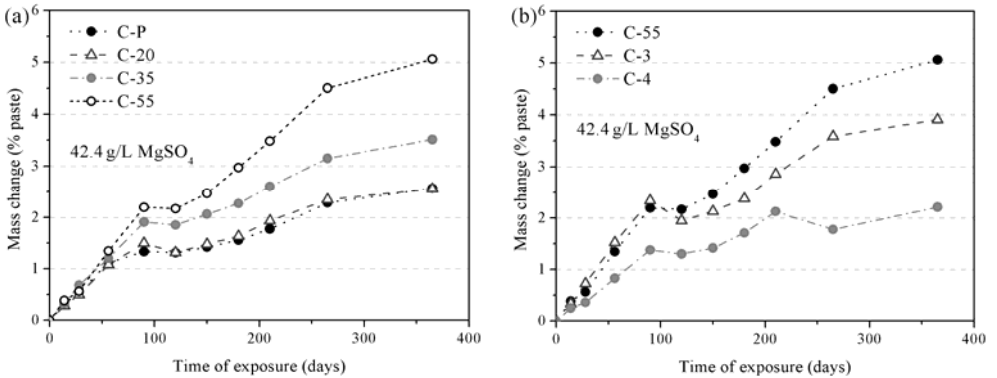 (a)
6
5
4
3
2
1
0
Mass change (% paste)
C-P
C-20
C-35
C-55
42.4 g/L MgSO₄
0 100 200 300 400
Time of exposure (days)
(b)
6
5
4
3
2
1
0
Mass change (% paste)
C-55
C-3
C-4
42.4 g/L MgSO₄
0 100 200 300 400
Time of exposure (days)